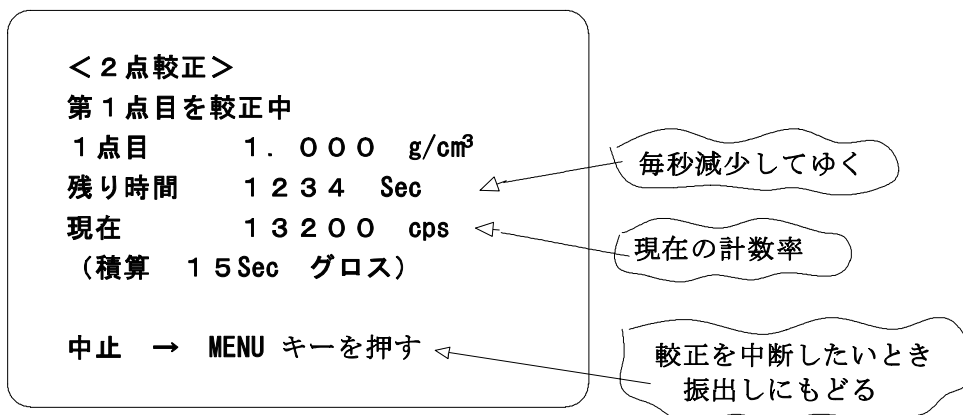 ＜２点較正＞
第１点目を較正中
１点目　１．０００　g/cm³
残り時間　１２３４　Sec
現在　１３２００　cps
（積算　１５Sec　グロス）
中止　→　MENU キーを押す
毎秒減少してゆく
現在の計数率
較正を中断したいとき
振出しにもどる